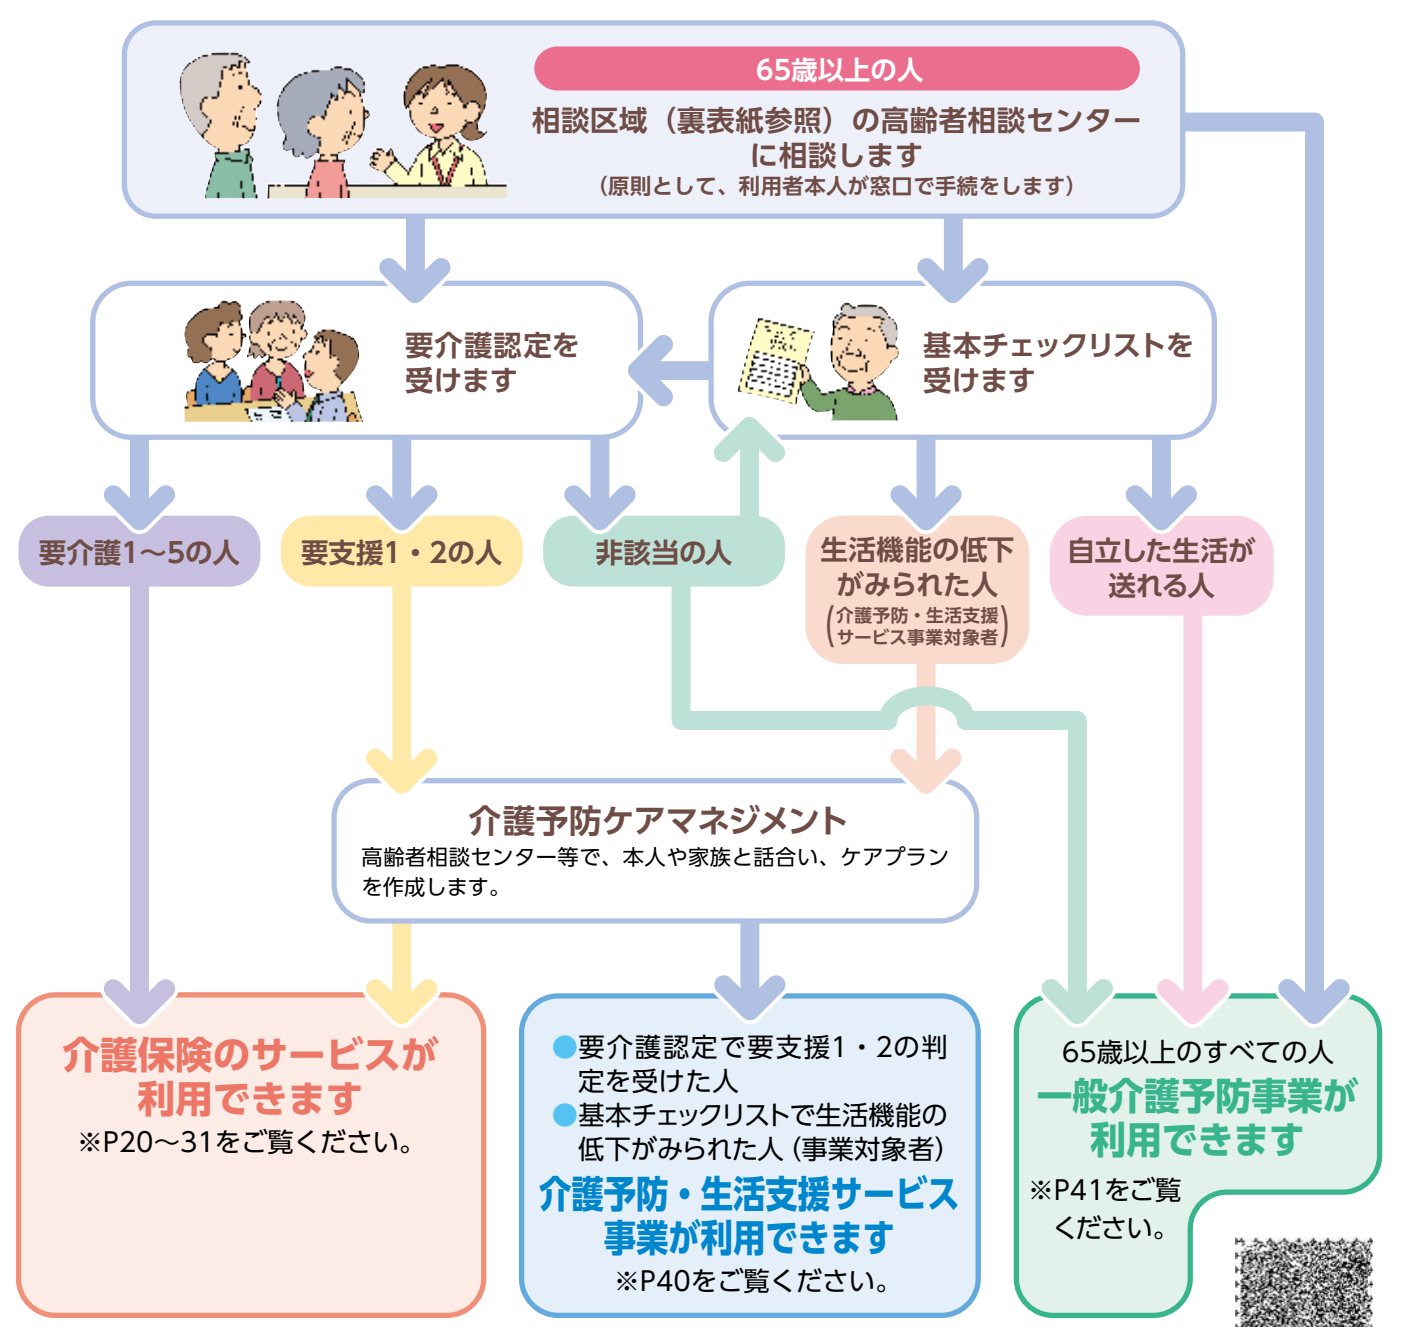 65歳以上の人
相談区域（裏表紙参照）の高齢者相談センター
に相談します
（原則として、利用者本人が窓口で手続をします）
要介護認定を
受けます
基本チェックリストを
受けます
要介護1～5の人
要支援1・2の人
非該当の人
生活機能の低下
がみられた人
（介護予防・生活支援
サービス事業対象者）
自立した生活が
送れる人
介護予防ケアマネジメント
高齢者相談センター等で、本人や家族と話合い、ケアプラン
を作成します。
介護保険のサービスが
利用できます
※P20～31をご覧ください。
●要介護認定で要支援1・2の判
定を受けた人
●基本チェックリストで生活機能の
低下がみられた人（事業対象者）
介護予防・生活支援サービス
事業が利用できます
※P40をご覧ください。
65歳以上のすべての人
一般介護予防事業が
利用できます
※P41をご覧
ください。